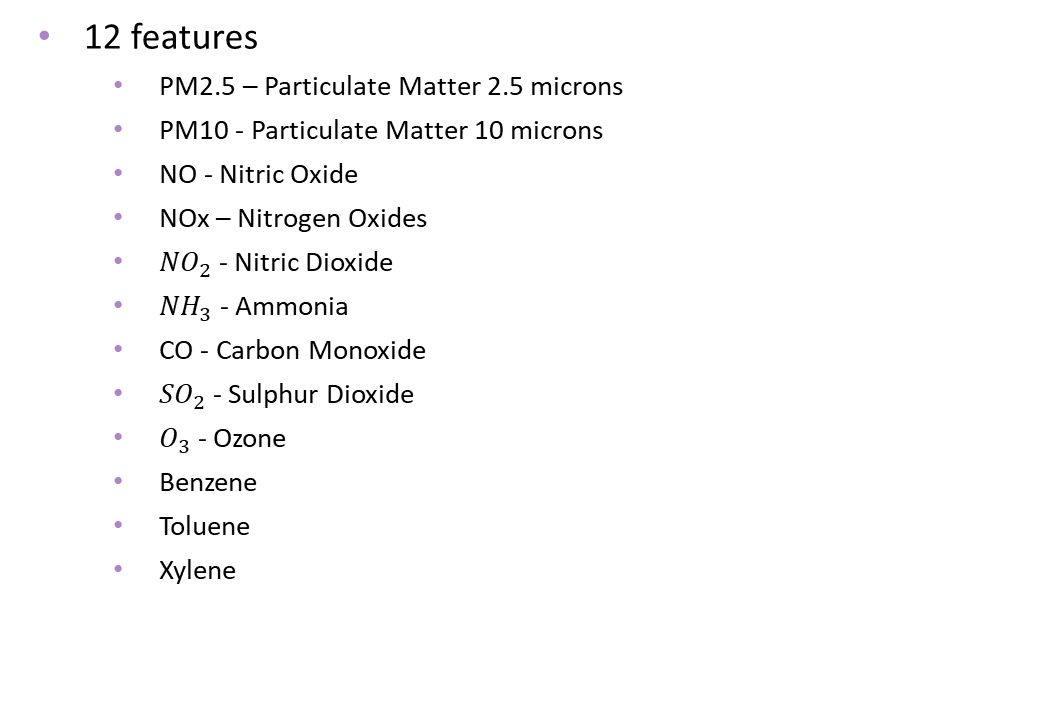 • 12 features
• PM2.5 – Particulate Matter 2.5 microns
• PM10 - Particulate Matter 10 microns
• NO - Nitric Oxide
• NOx – Nitrogen Oxides
• NO₂ - Nitric Dioxide
• NH₃ - Ammonia
• CO - Carbon Monoxide
• SO₂ - Sulphur Dioxide
• O₃ - Ozone
• Benzene
• Toluene
• Xylene